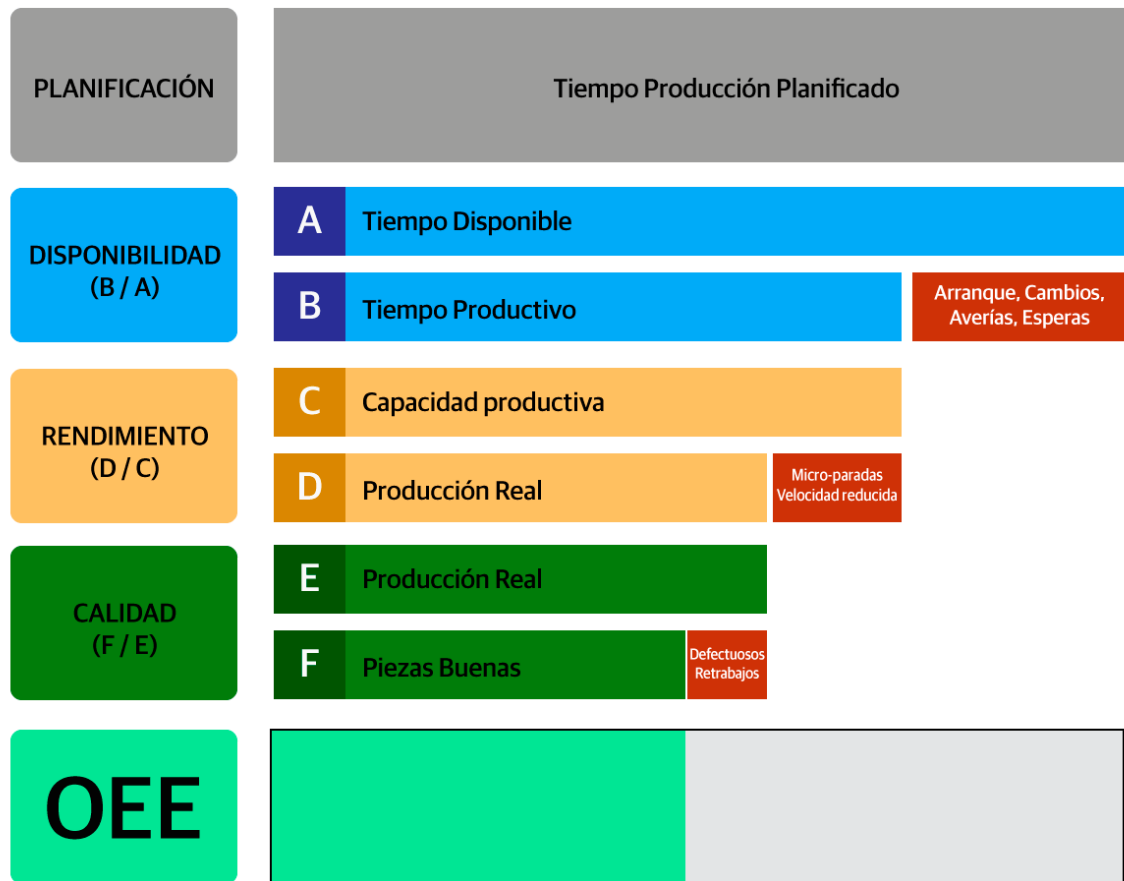 PLANIFICACIÓN
Tiempo Producción Planificado
DISPONIBILIDAD
(B / A)
A
Tiempo Disponible
B
Tiempo Productivo
Arranque, Cambios,
Averías, Esperas
RENDIMIENTO
(D / C)
C
Capacidad productiva
D
Producción Real
Micro-paradas
Velocidad reducida
CALIDAD
(F / E)
E
Producción Real
F
Piezas Buenas
Defectuosos
Retrabajos
OEE